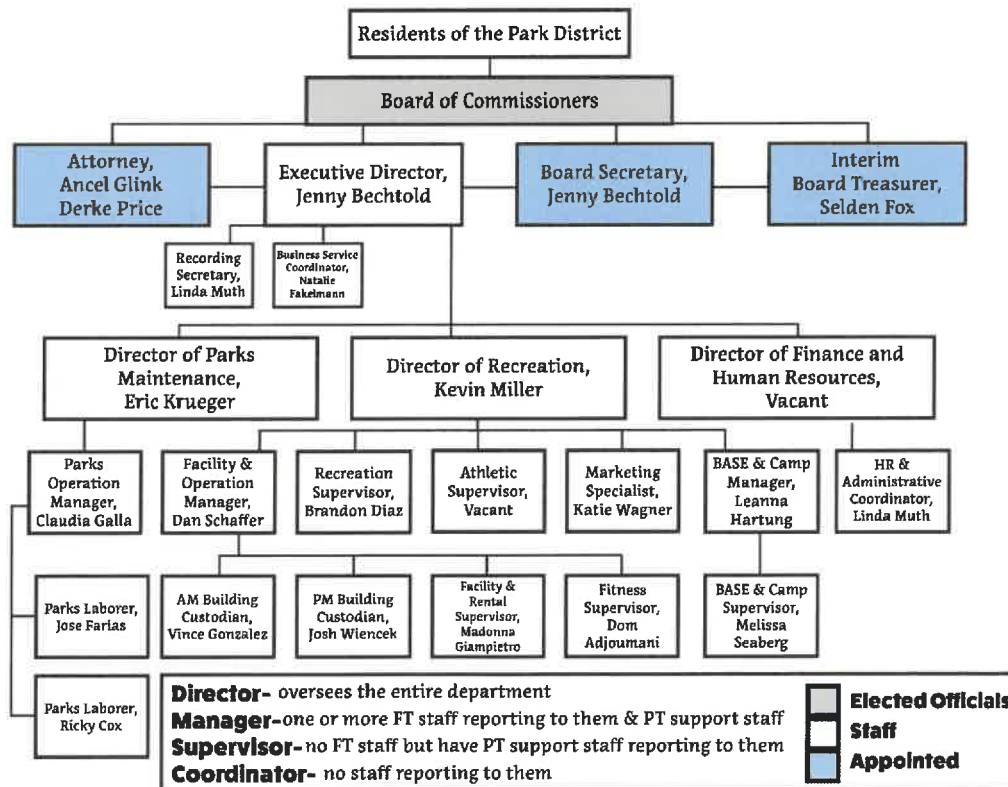 Residents of the Park District
Board of Commissioners
Attorney,
Ancel Glink
Derke Price
Executive Director,
Jenny Bechtold
Board Secretary,
Jenny Bechtold
Interim
Board Treasurer,
Selden Fox
Recording
Secretary,
Linda Muth
Business Service
Coordinator,
Natalie
Fakelmann
Director of Parks
Maintenance,
Eric Krueger
Director of Recreation,
Kevin Miller
Director of Finance and
Human Resources,
Vacant
Parks
Operation
Manager,
Claudia Galla
Facility &
Operation
Manager,
Dan Schaffer
Recreation
Supervisor,
Brandon Diaz
Athletic
Supervisor,
Vacant
Marketing
Specialist,
Katie Wagner
BASE & Camp
Manager,
Leanna
Hartung
HR &
Administrative
Coordinator,
Linda Muth
Parks Laborer,
Jose Farias
AM Building
Custodian,
Vince Gonzalez
PM Building
Custodian,
Josh Wiencek
Facility &
Rental
Supervisor,
Madonna
Giampietro
Fitness
Supervisor,
Dom
Adjoumani
BASE & Camp
Supervisor,
Melissa
Seaberg
Parks Laborer,
Ricky Cox
Director- oversees the entire department
Manager-one or more FT staff reporting to them & PT support staff
Supervisor-no FT staff but have PT support staff reporting to them
Coordinator- no staff reporting to them
Elected Officials
Staff
Appointed